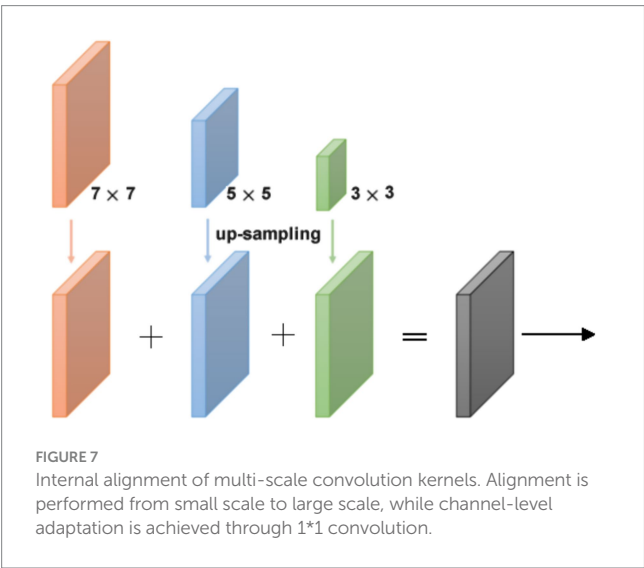 7 × 7
5 × 5
3 × 3
up-sampling
+
+
=
FIGURE 7
Internal alignment of multi-scale convolution kernels. Alignment is
performed from small scale to large scale, while channel-level
adaptation is achieved through 1*1 convolution.